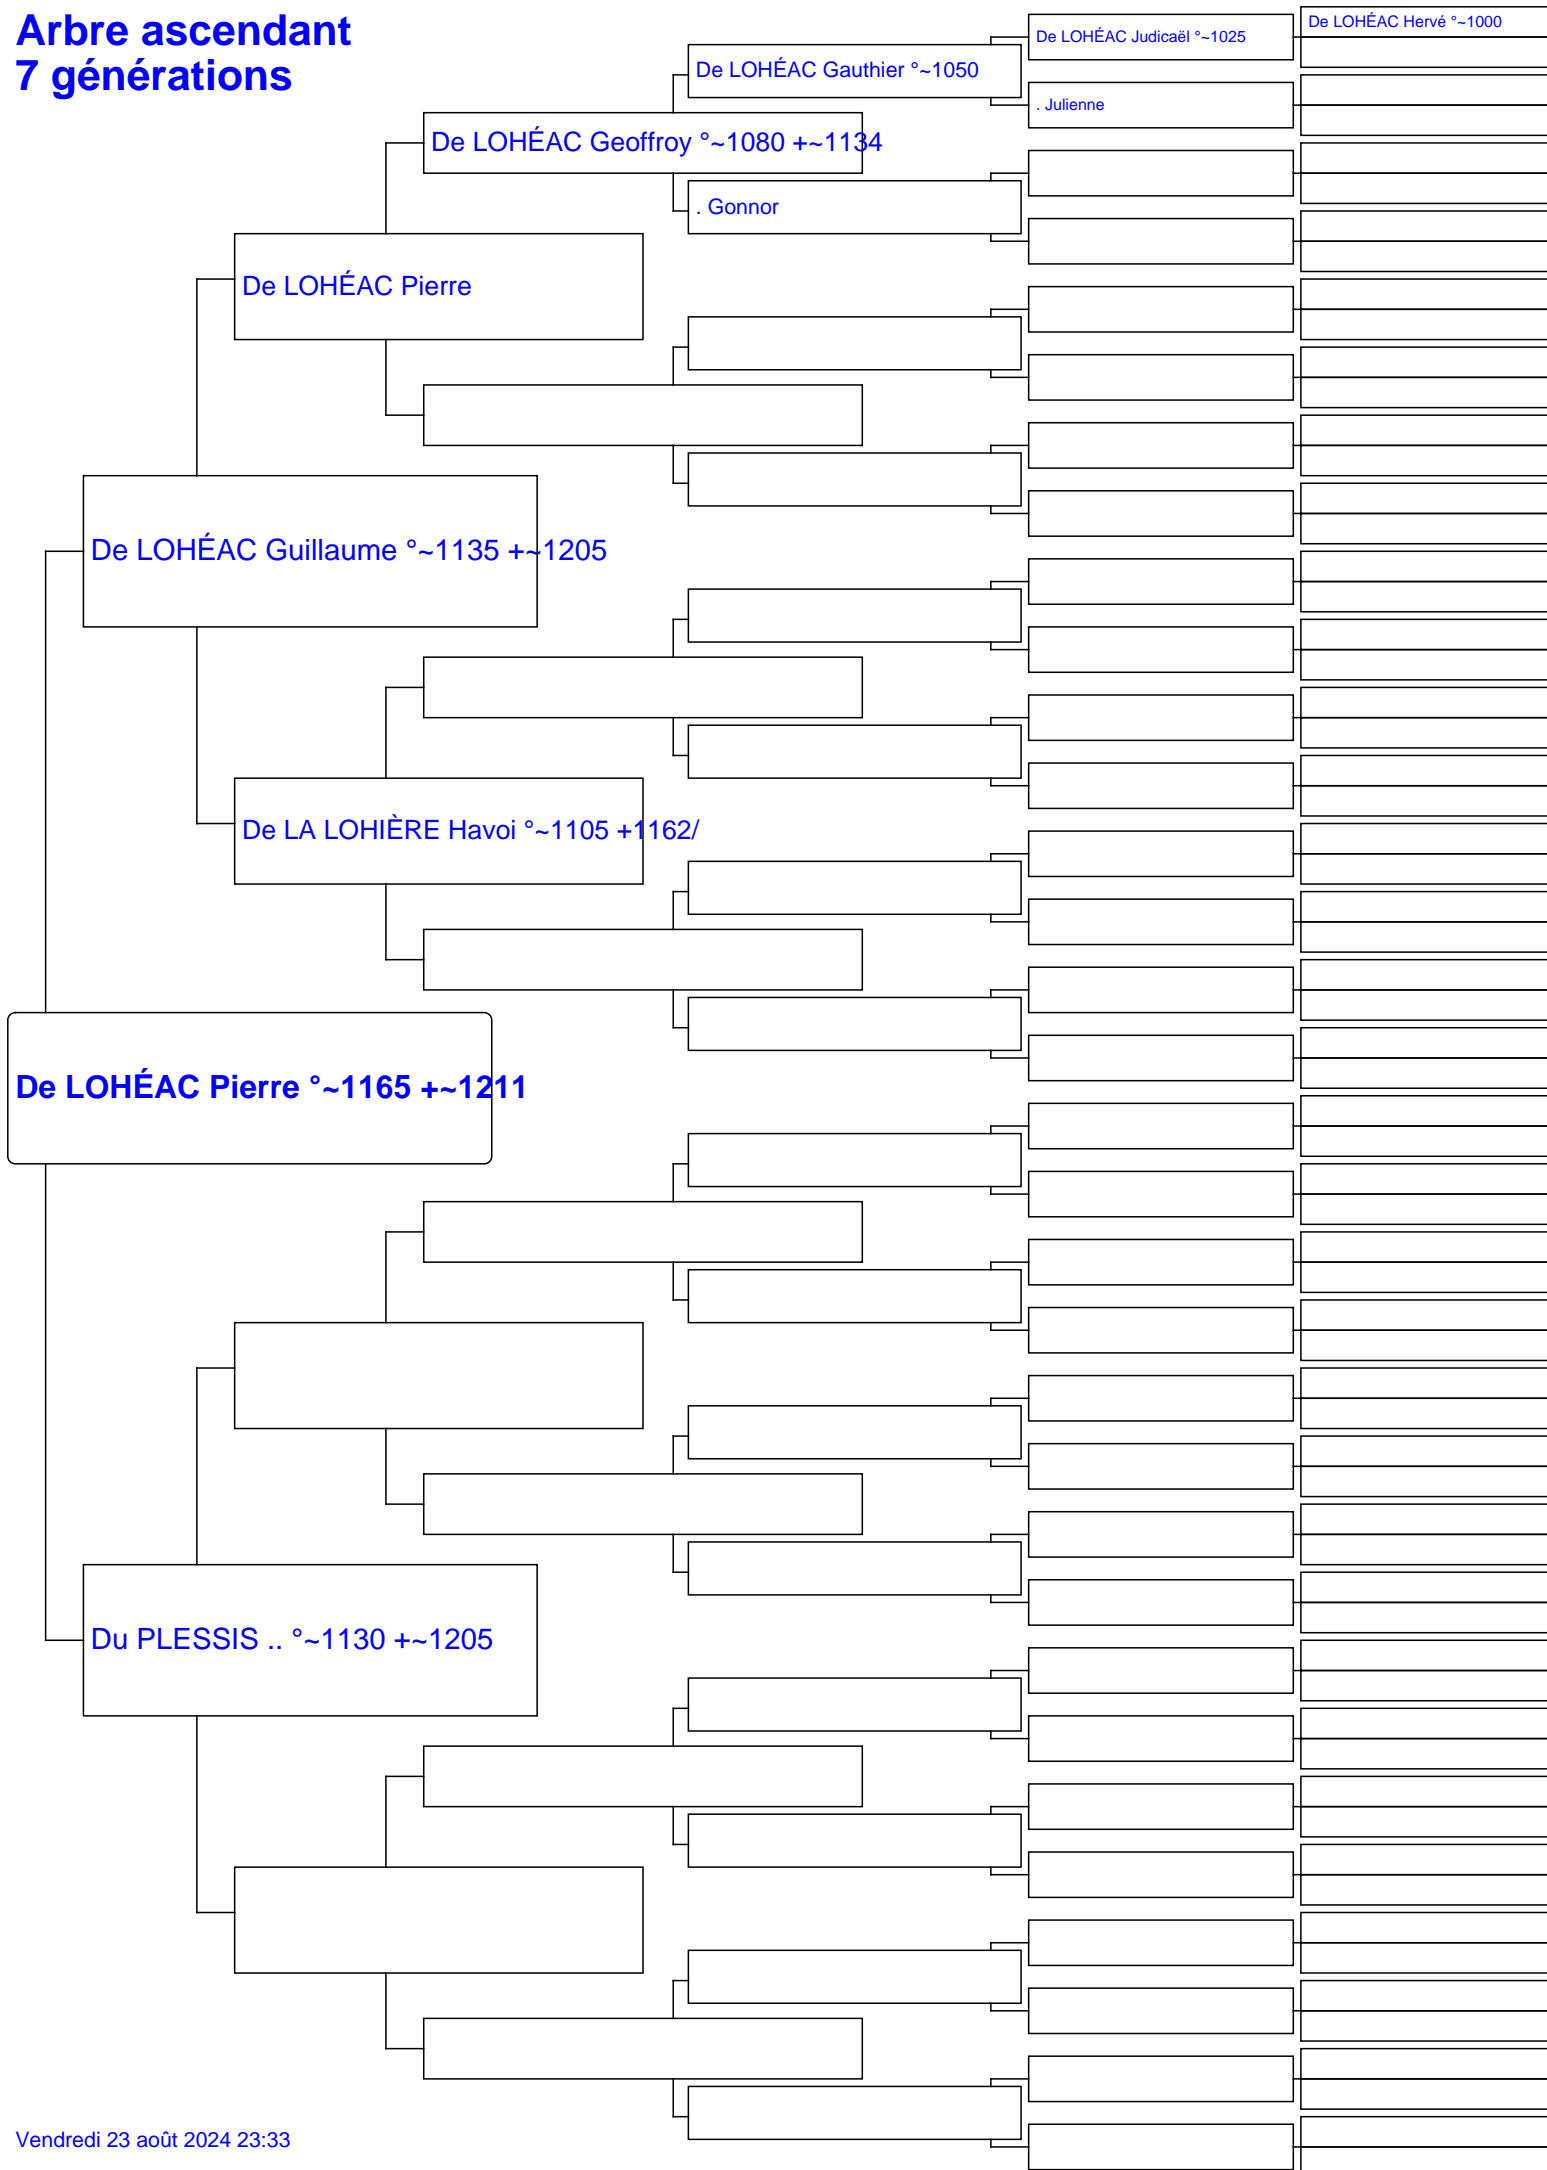 Arbre ascendant
7 générations
De LOHÉAC Hervé °~1000
De LOHÉAC Judicaël °~1025
De LOHÉAC Gauthier °~1050
. Julienne
De LOHÉAC Geoffroy °~1080 +~1134
. Gonnor
De LOHÉAC Pierre
De LOHÉAC Guillaume °~1135 +~1205
De LA LOHIÈRE Havoi °~1105 +1162/
De LOHÉAC Pierre °~1165 +~1211
Du PLESSIS .. °~1130 +~1205
Vendredi 23 août 2024 23:33